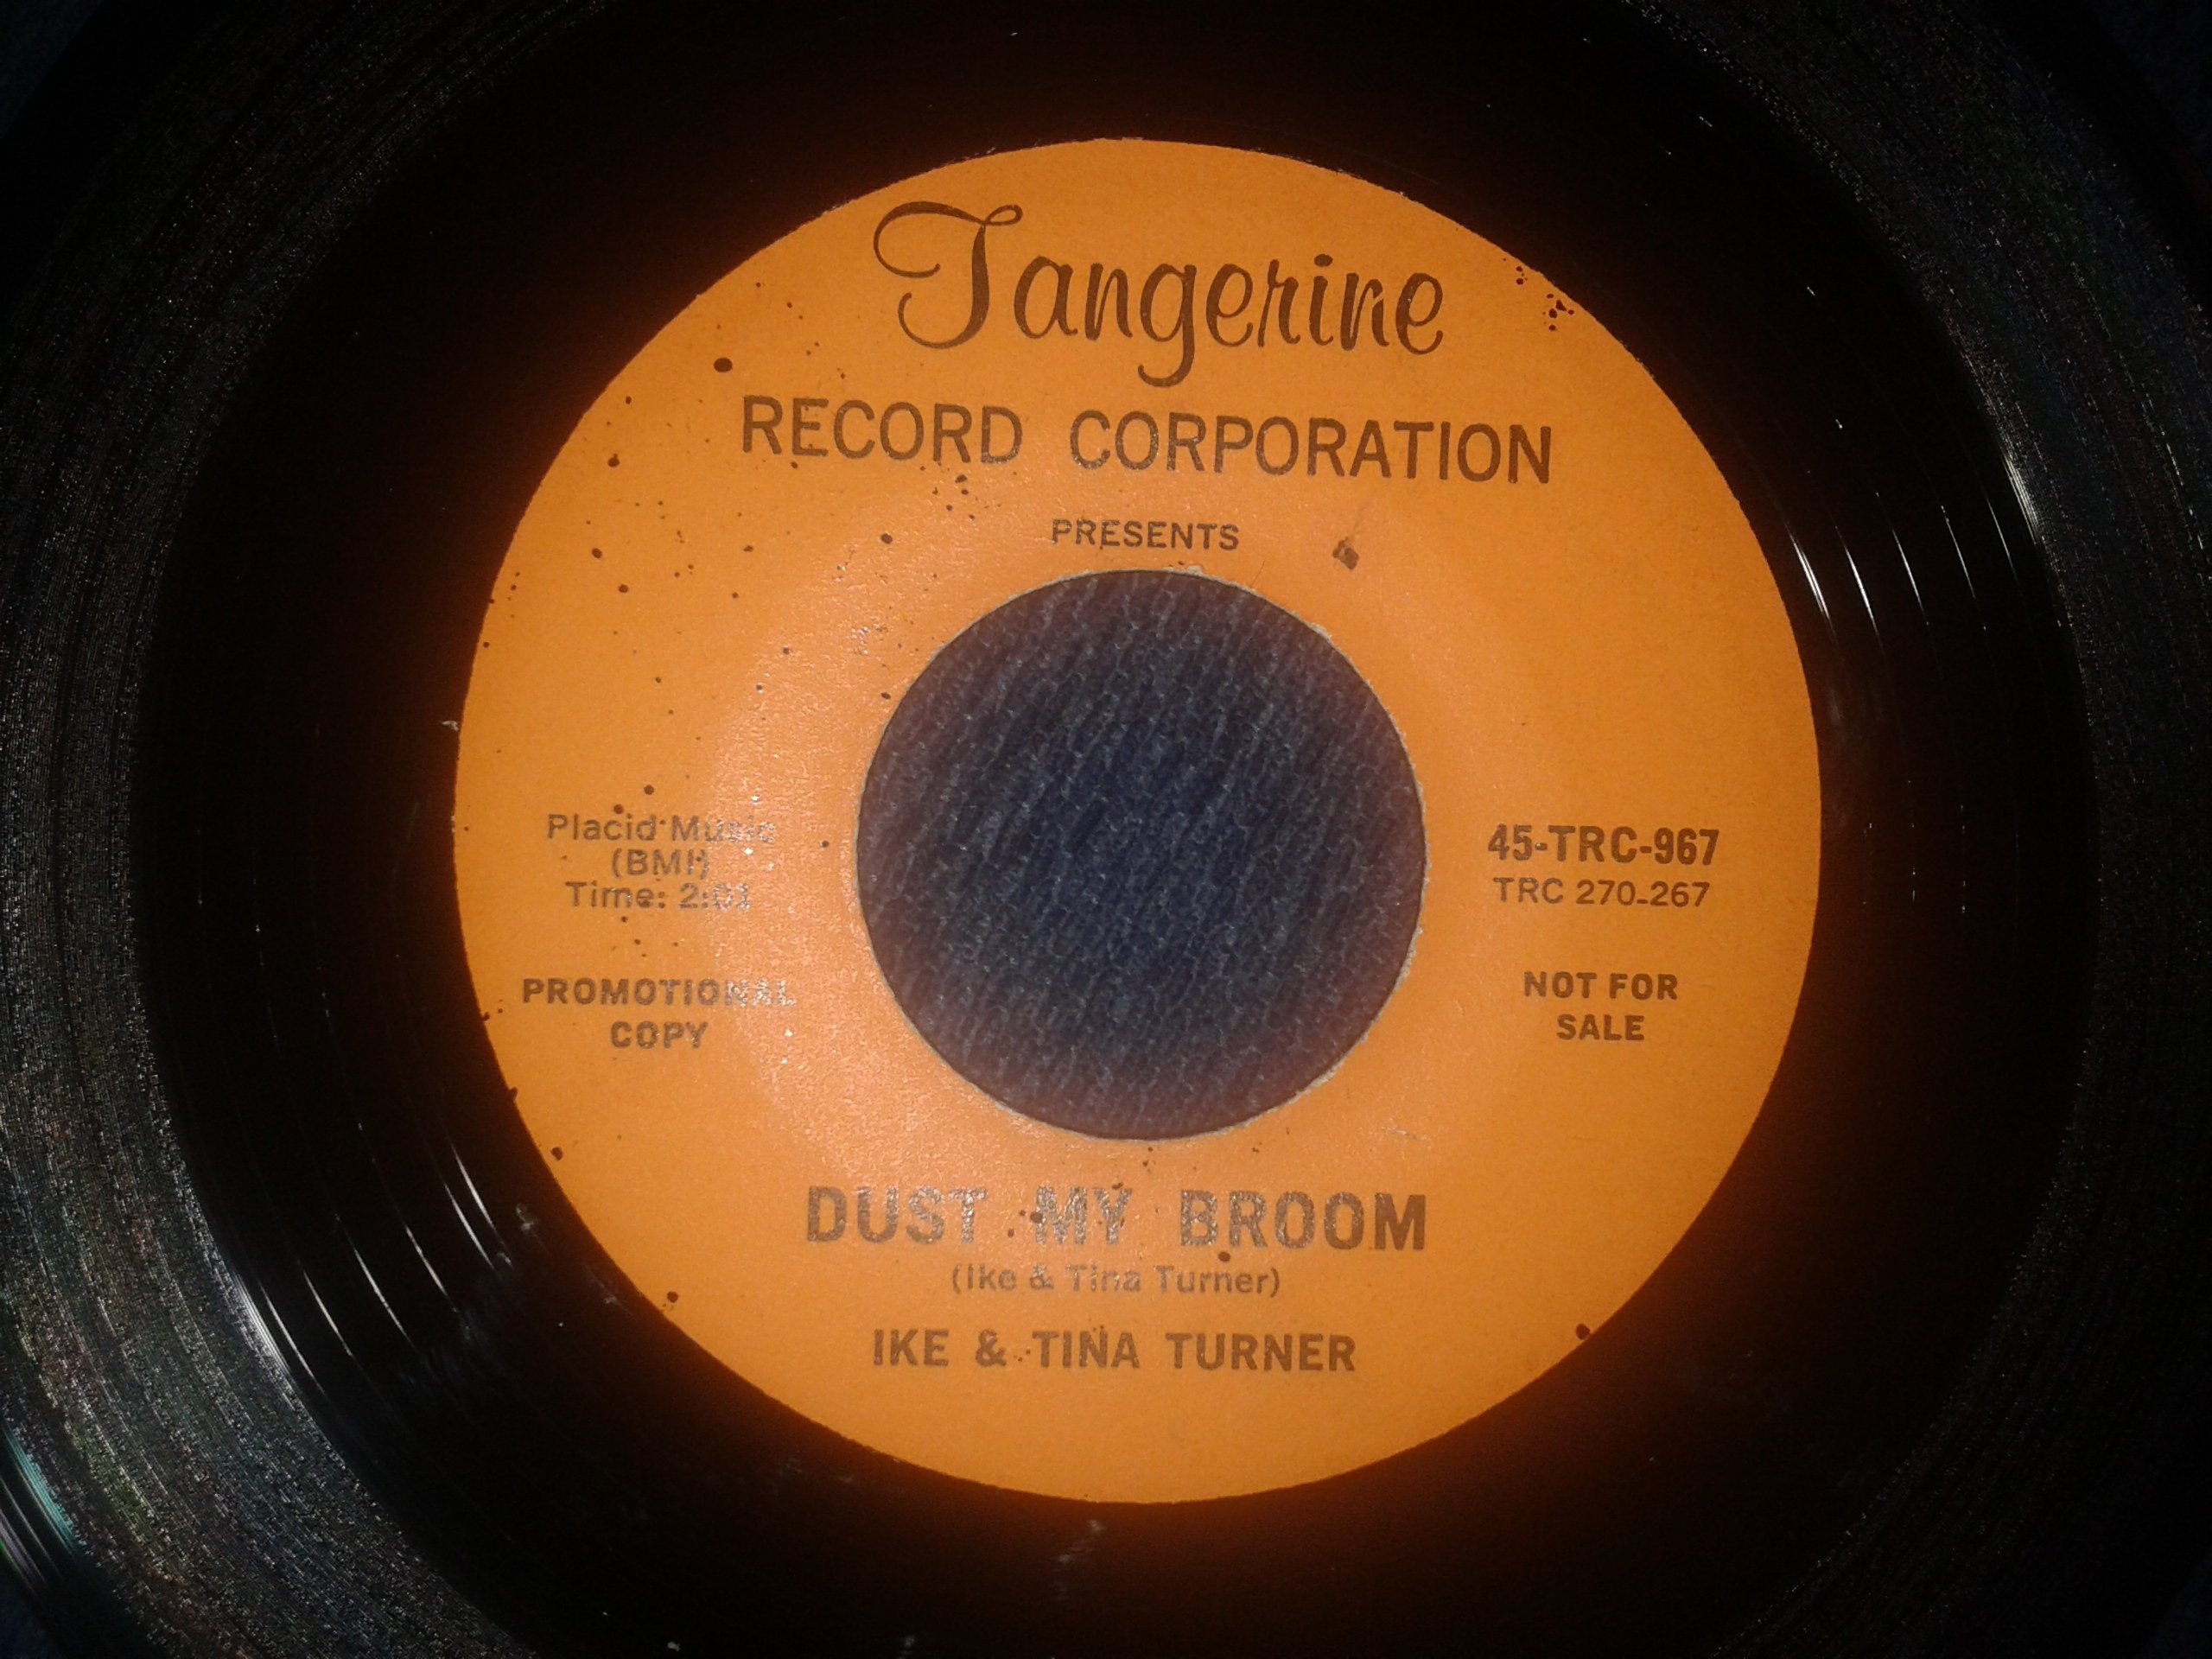 Tangerine
RECORD CORPORATION
PRESENTS
Placid Music
(BMI)
Time: 2:01
PROMOTIONAL
COPY
45-TRC-967
TRC 270-267
NOT FOR
SALE
DUST MY BROOM
(Ike & Tina Turner)
IKE & TINA TURNER